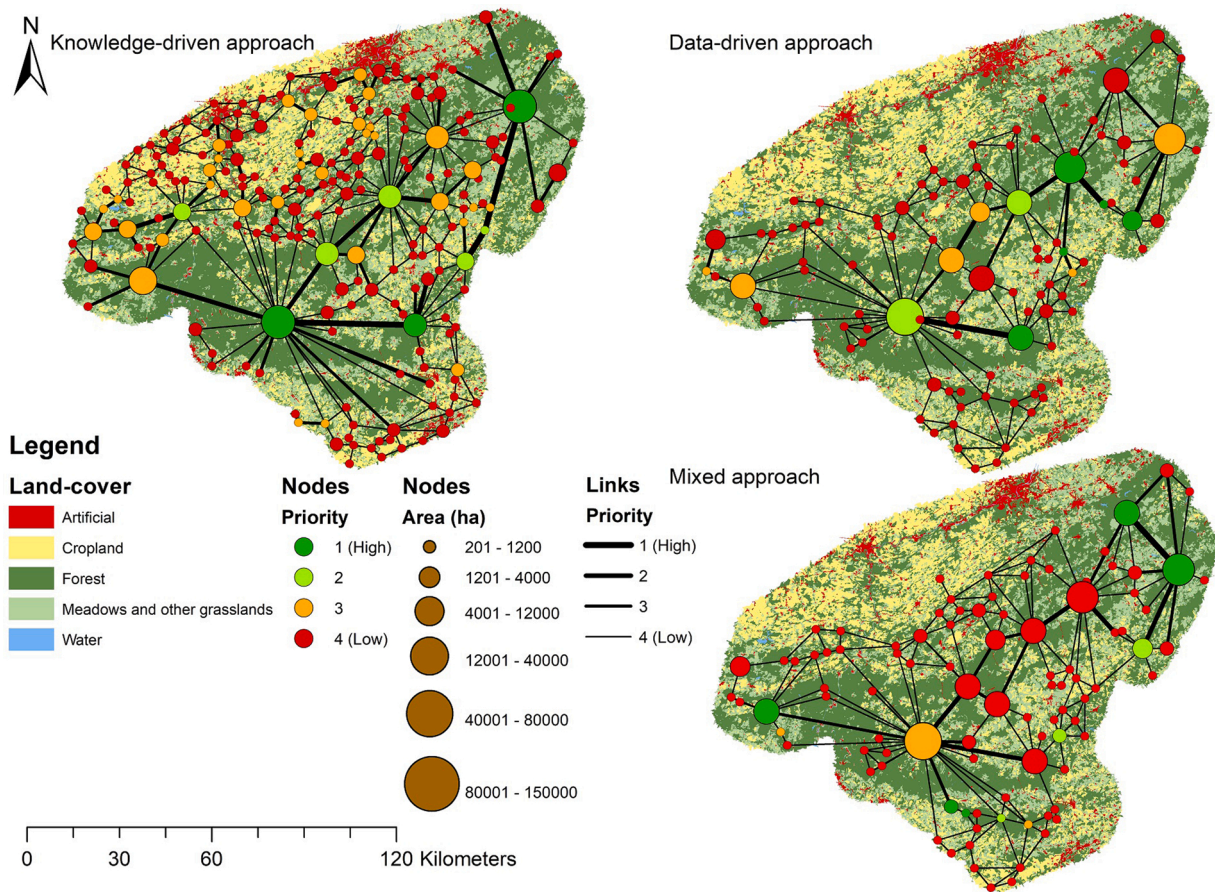 N
Knowledge-driven approach
Data-driven approach
Mixed approach
Legend
Land-cover
Artificial
Cropland
Forest
Meadows and other grasslands
Water
Nodes
Priority
1 (High)
2
3
4 (Low)
Nodes
Area (ha)
201 - 1200
1201 - 4000
4001 - 12000
12001 - 40000
40001 - 80000
80001 - 150000
Links
Priority
1 (High)
2
3
4 (Low)
0 30 60 120 Kilometers